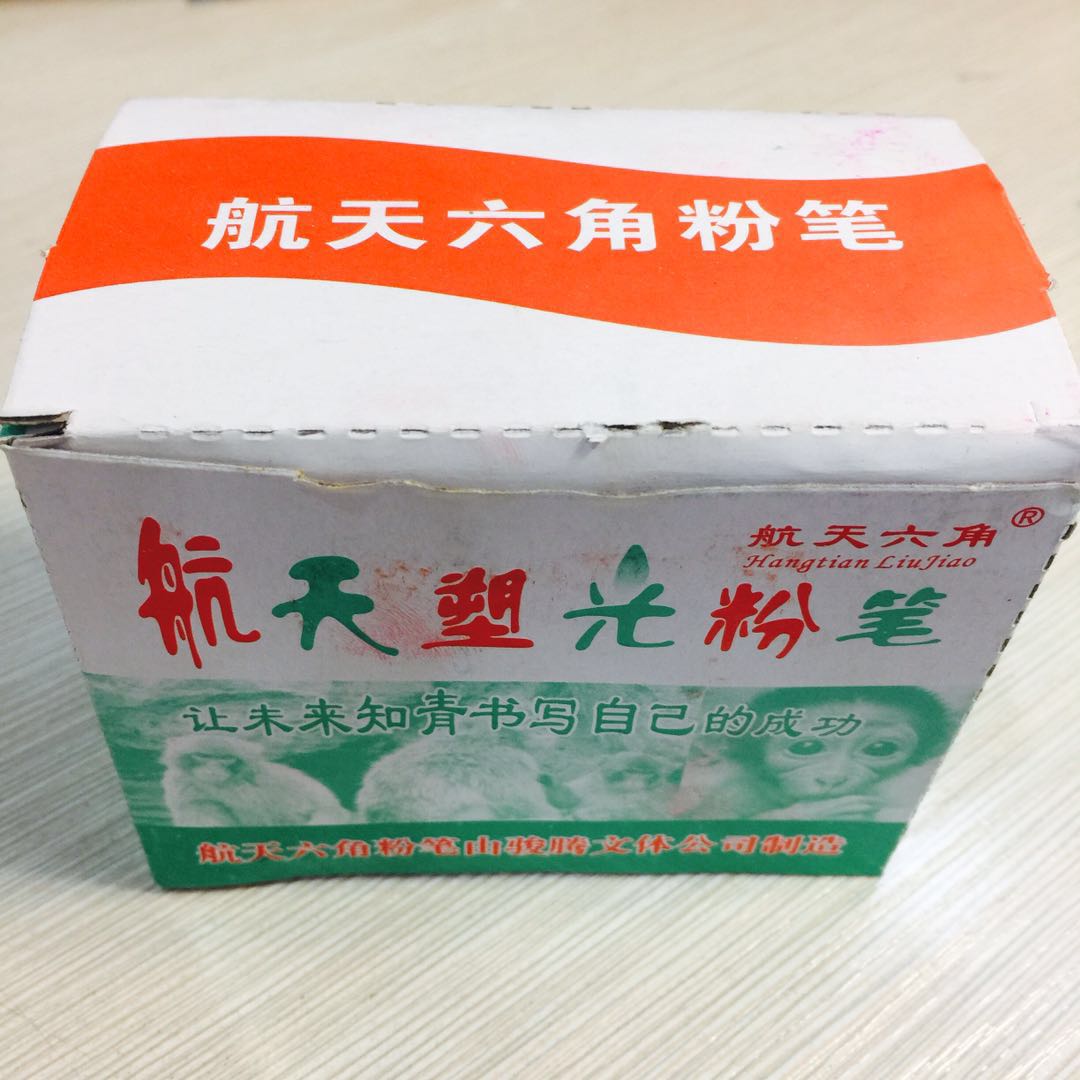 航天六角粉笔
航天六角®
Hangtian LiuJiao
航天塑光粉笔
让未来知青书写自己的成功
航天六角粉笔由骏腾文体公司制造